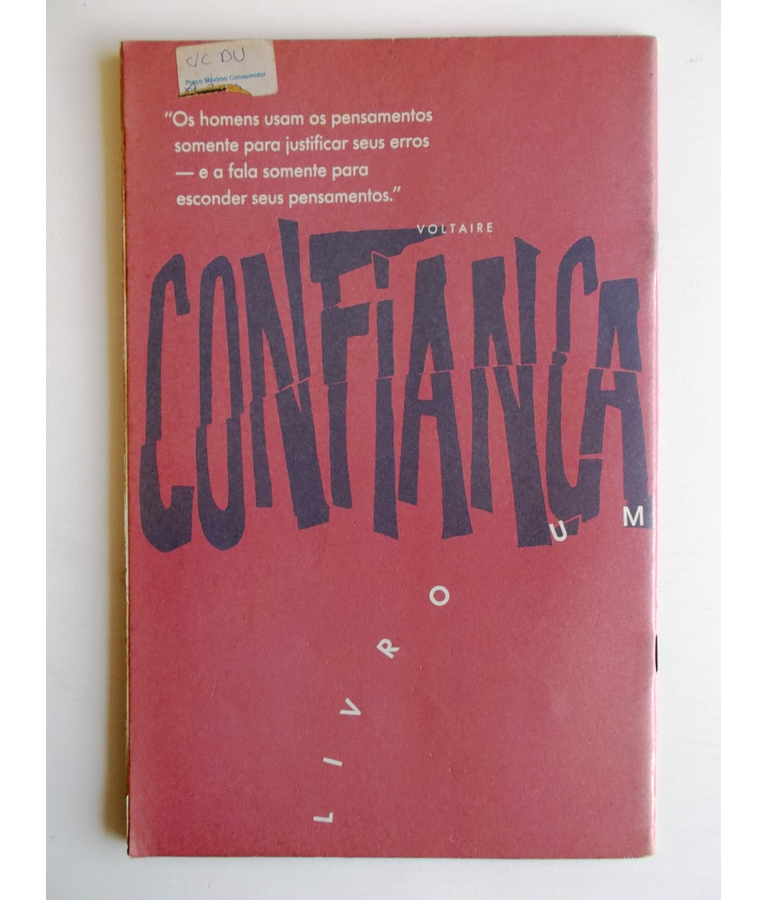 c/c DU
Preço Máximo Consumidor
“Os homens usam os pensamentos
somente para justificar seus erros
— e a fala somente para
esconder seus pensamentos.”
VOLTAIRE
CONFiANÇA
LIVRO UM